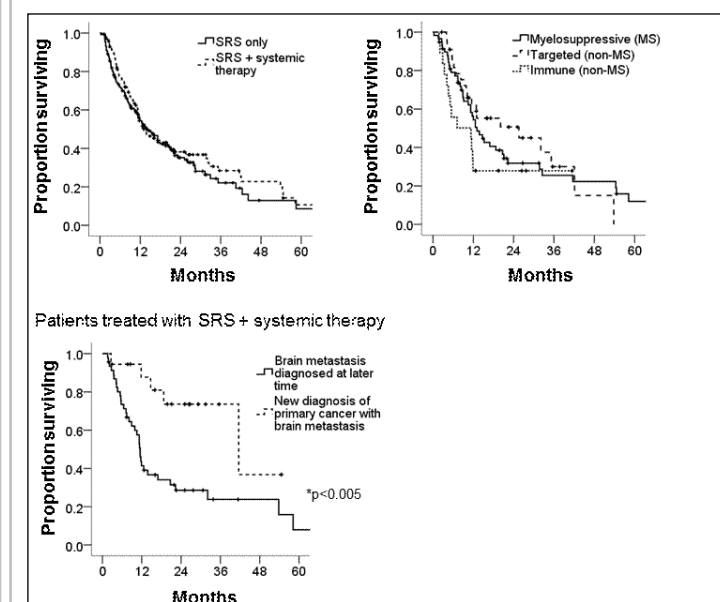 Proportion surviving
1.0
0.8
0.6
0.4
0.2
0.0
SRS only
SRS + systemic
therapy
0 12 24 36 48 60
Months
Proportion surviving
1.0
0.8
0.6
0.4
0.2
0.0
Myelosuppressive (MS)
Targeted (non-MS)
Immune (non-MS)
0 12 24 36 48 60
Months
Patients treated with SRS + systemic therapy
Proportion surviving
1.0
0.8
0.6
0.4
0.2
0.0
Brain metastasis
diagnosed at later
time
New diagnosis of
primary cancer with
brain metastasis
*p<0.005
0 12 24 36 48 60
Months